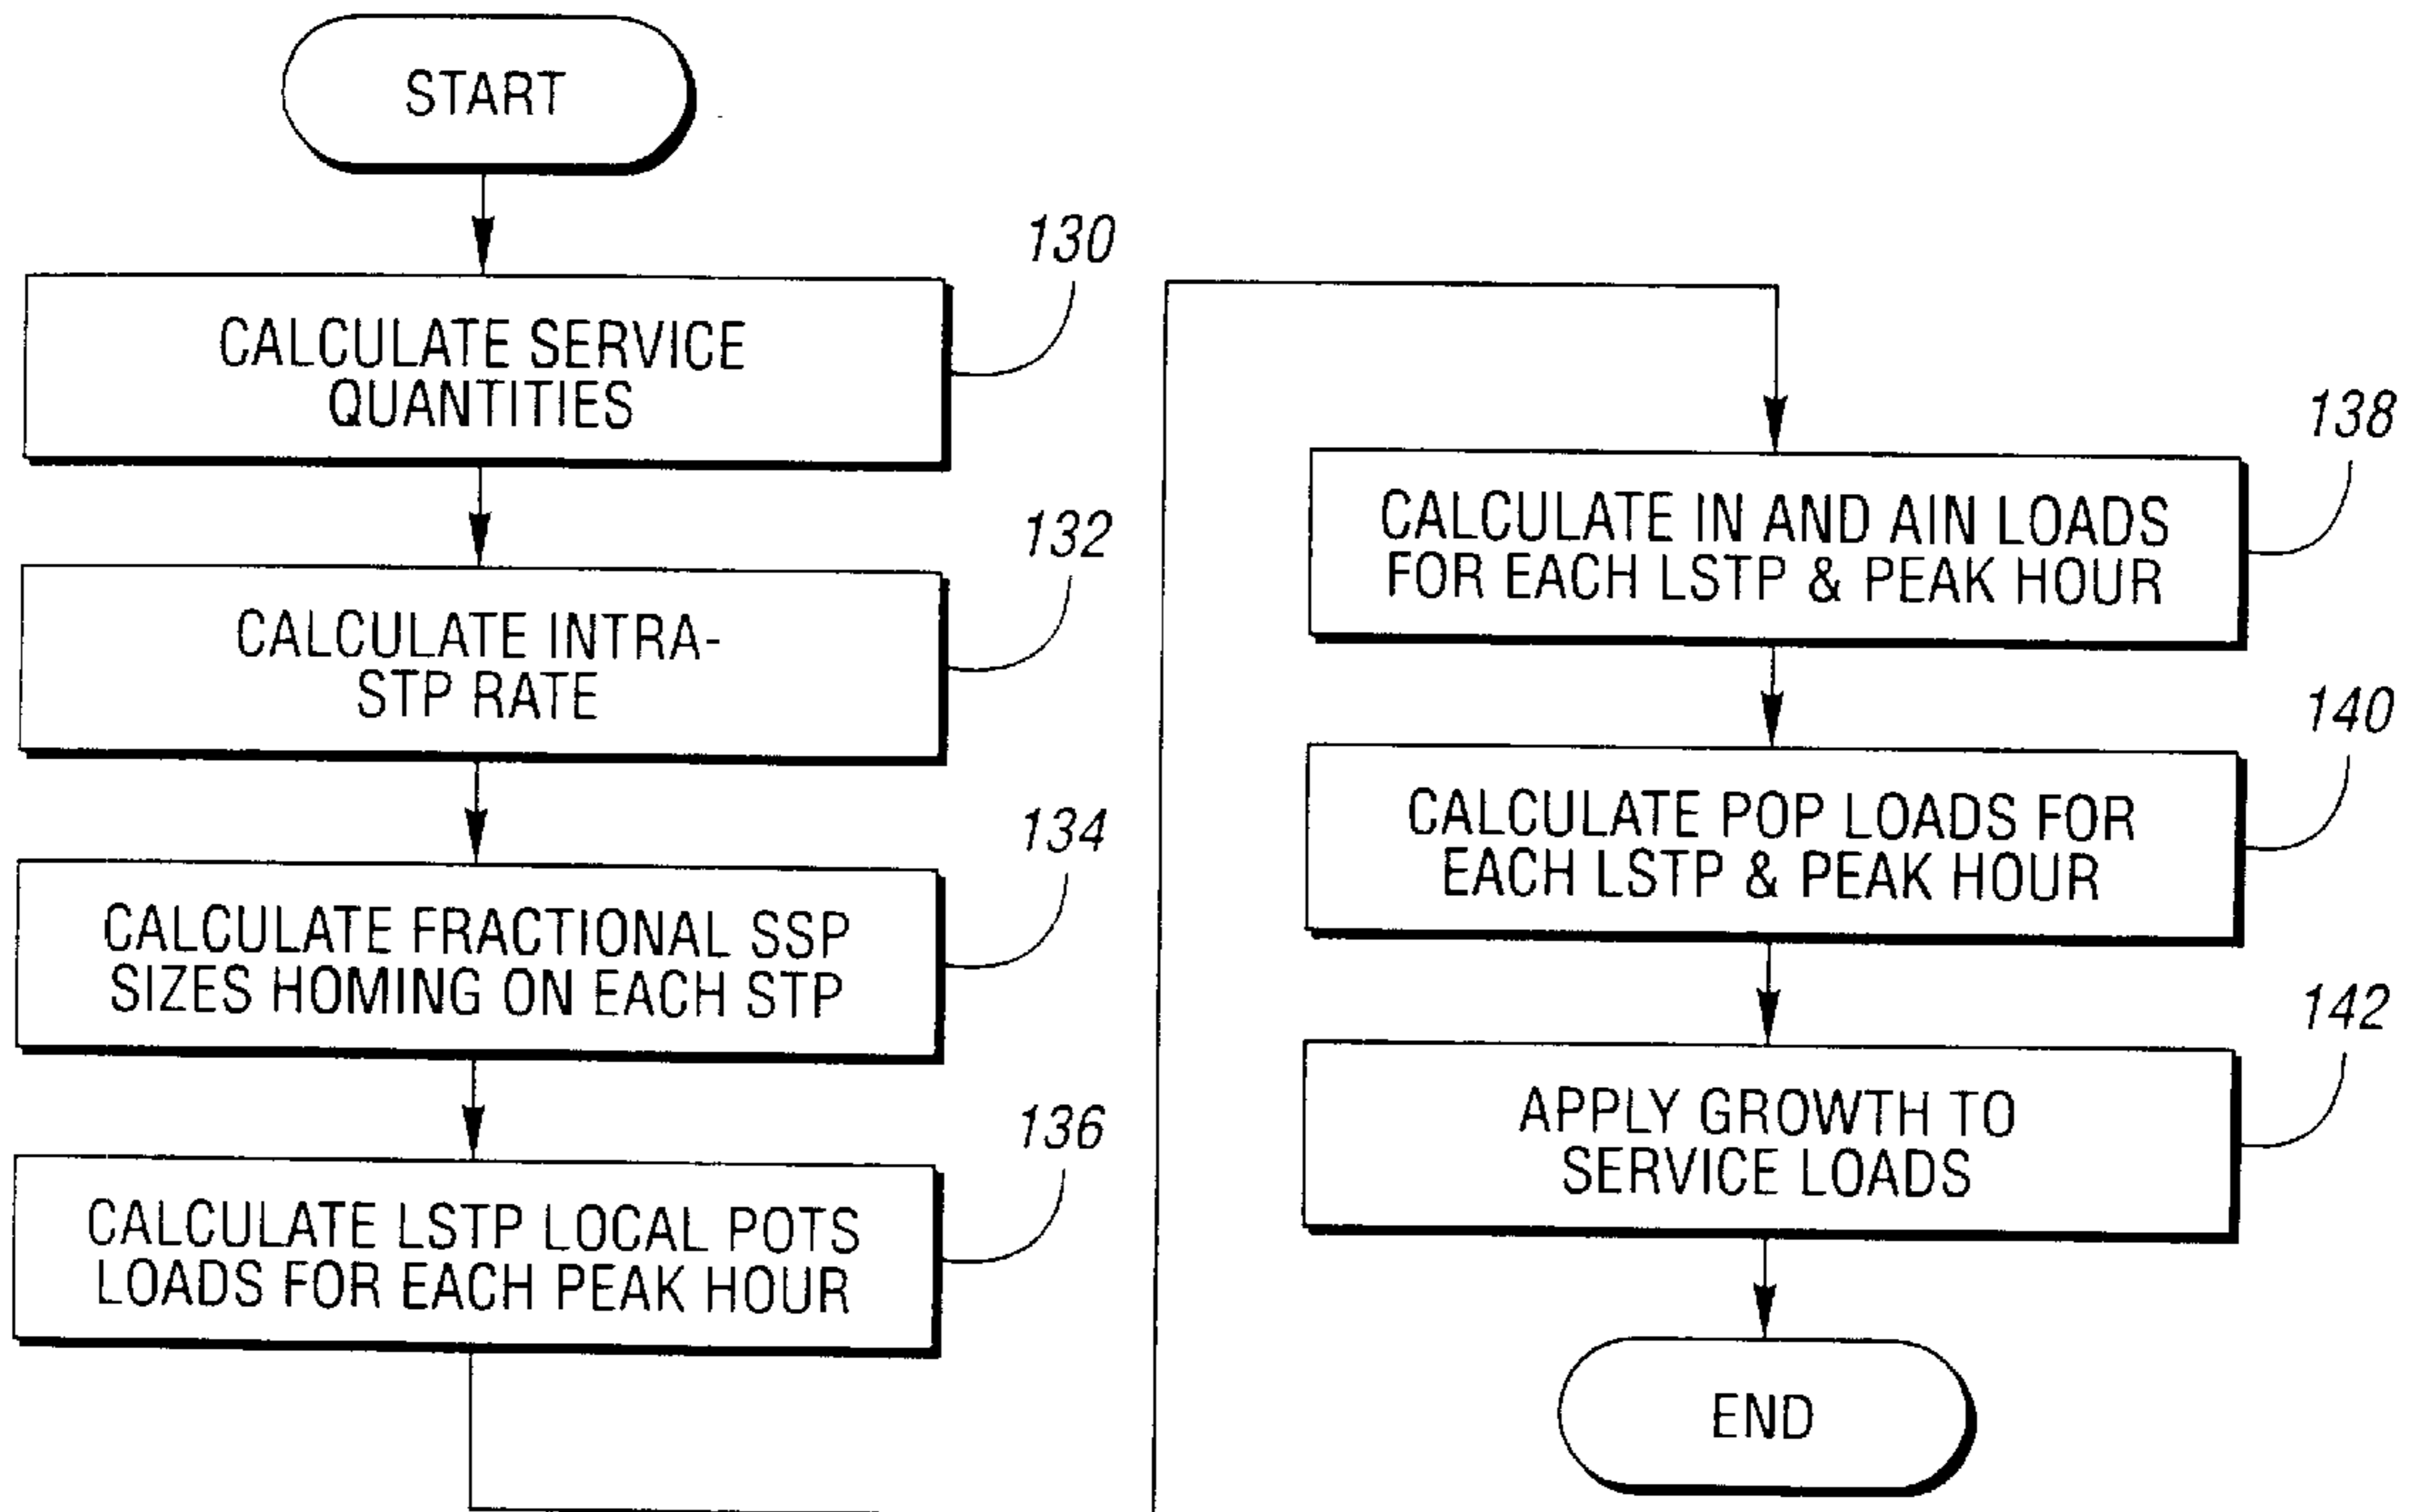 START
130
CALCULATE SERVICE
QUANTITIES
132
CALCULATE INTRA-
STP RATE
134
CALCULATE FRACTIONAL SSP
SIZES HOMING ON EACH STP
136
CALCULATE LSTP LOCAL POTS
LOADS FOR EACH PEAK HOUR
138
CALCULATE IN AND AIN LOADS
FOR EACH LSTP & PEAK HOUR
140
CALCULATE POP LOADS FOR
EACH LSTP & PEAK HOUR
142
APPLY GROWTH TO
SERVICE LOADS
END